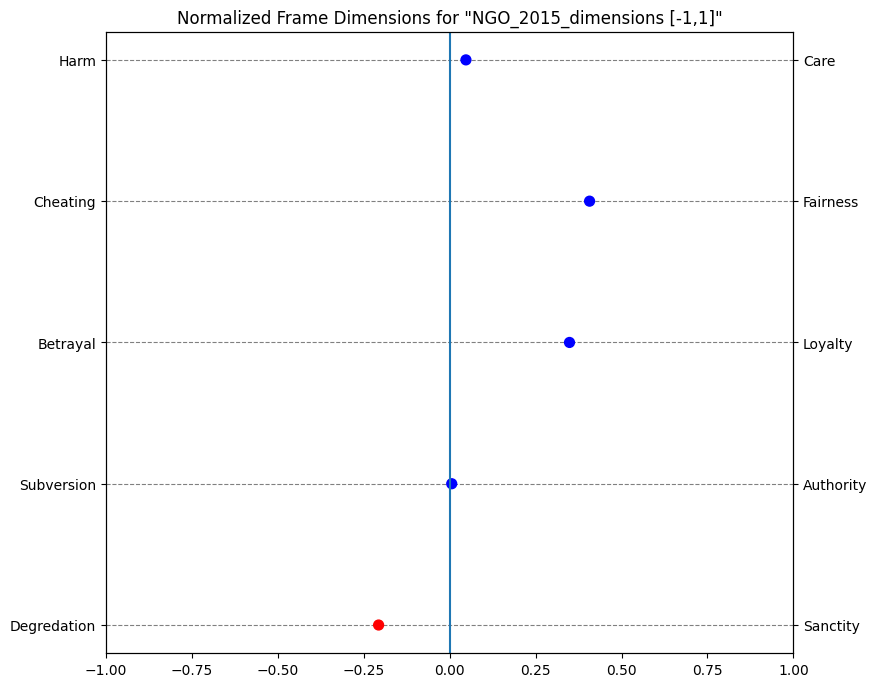 Normalized Frame Dimensions for "NGO_2015_dimensions [-1,1]"
Harm Care
Cheating Fairness
Betrayal Loyalty
Subversion Authority
Degredation Sanctity
−1.00 −0.75 −0.50 −0.25 0.00 0.25 0.50 0.75 1.00